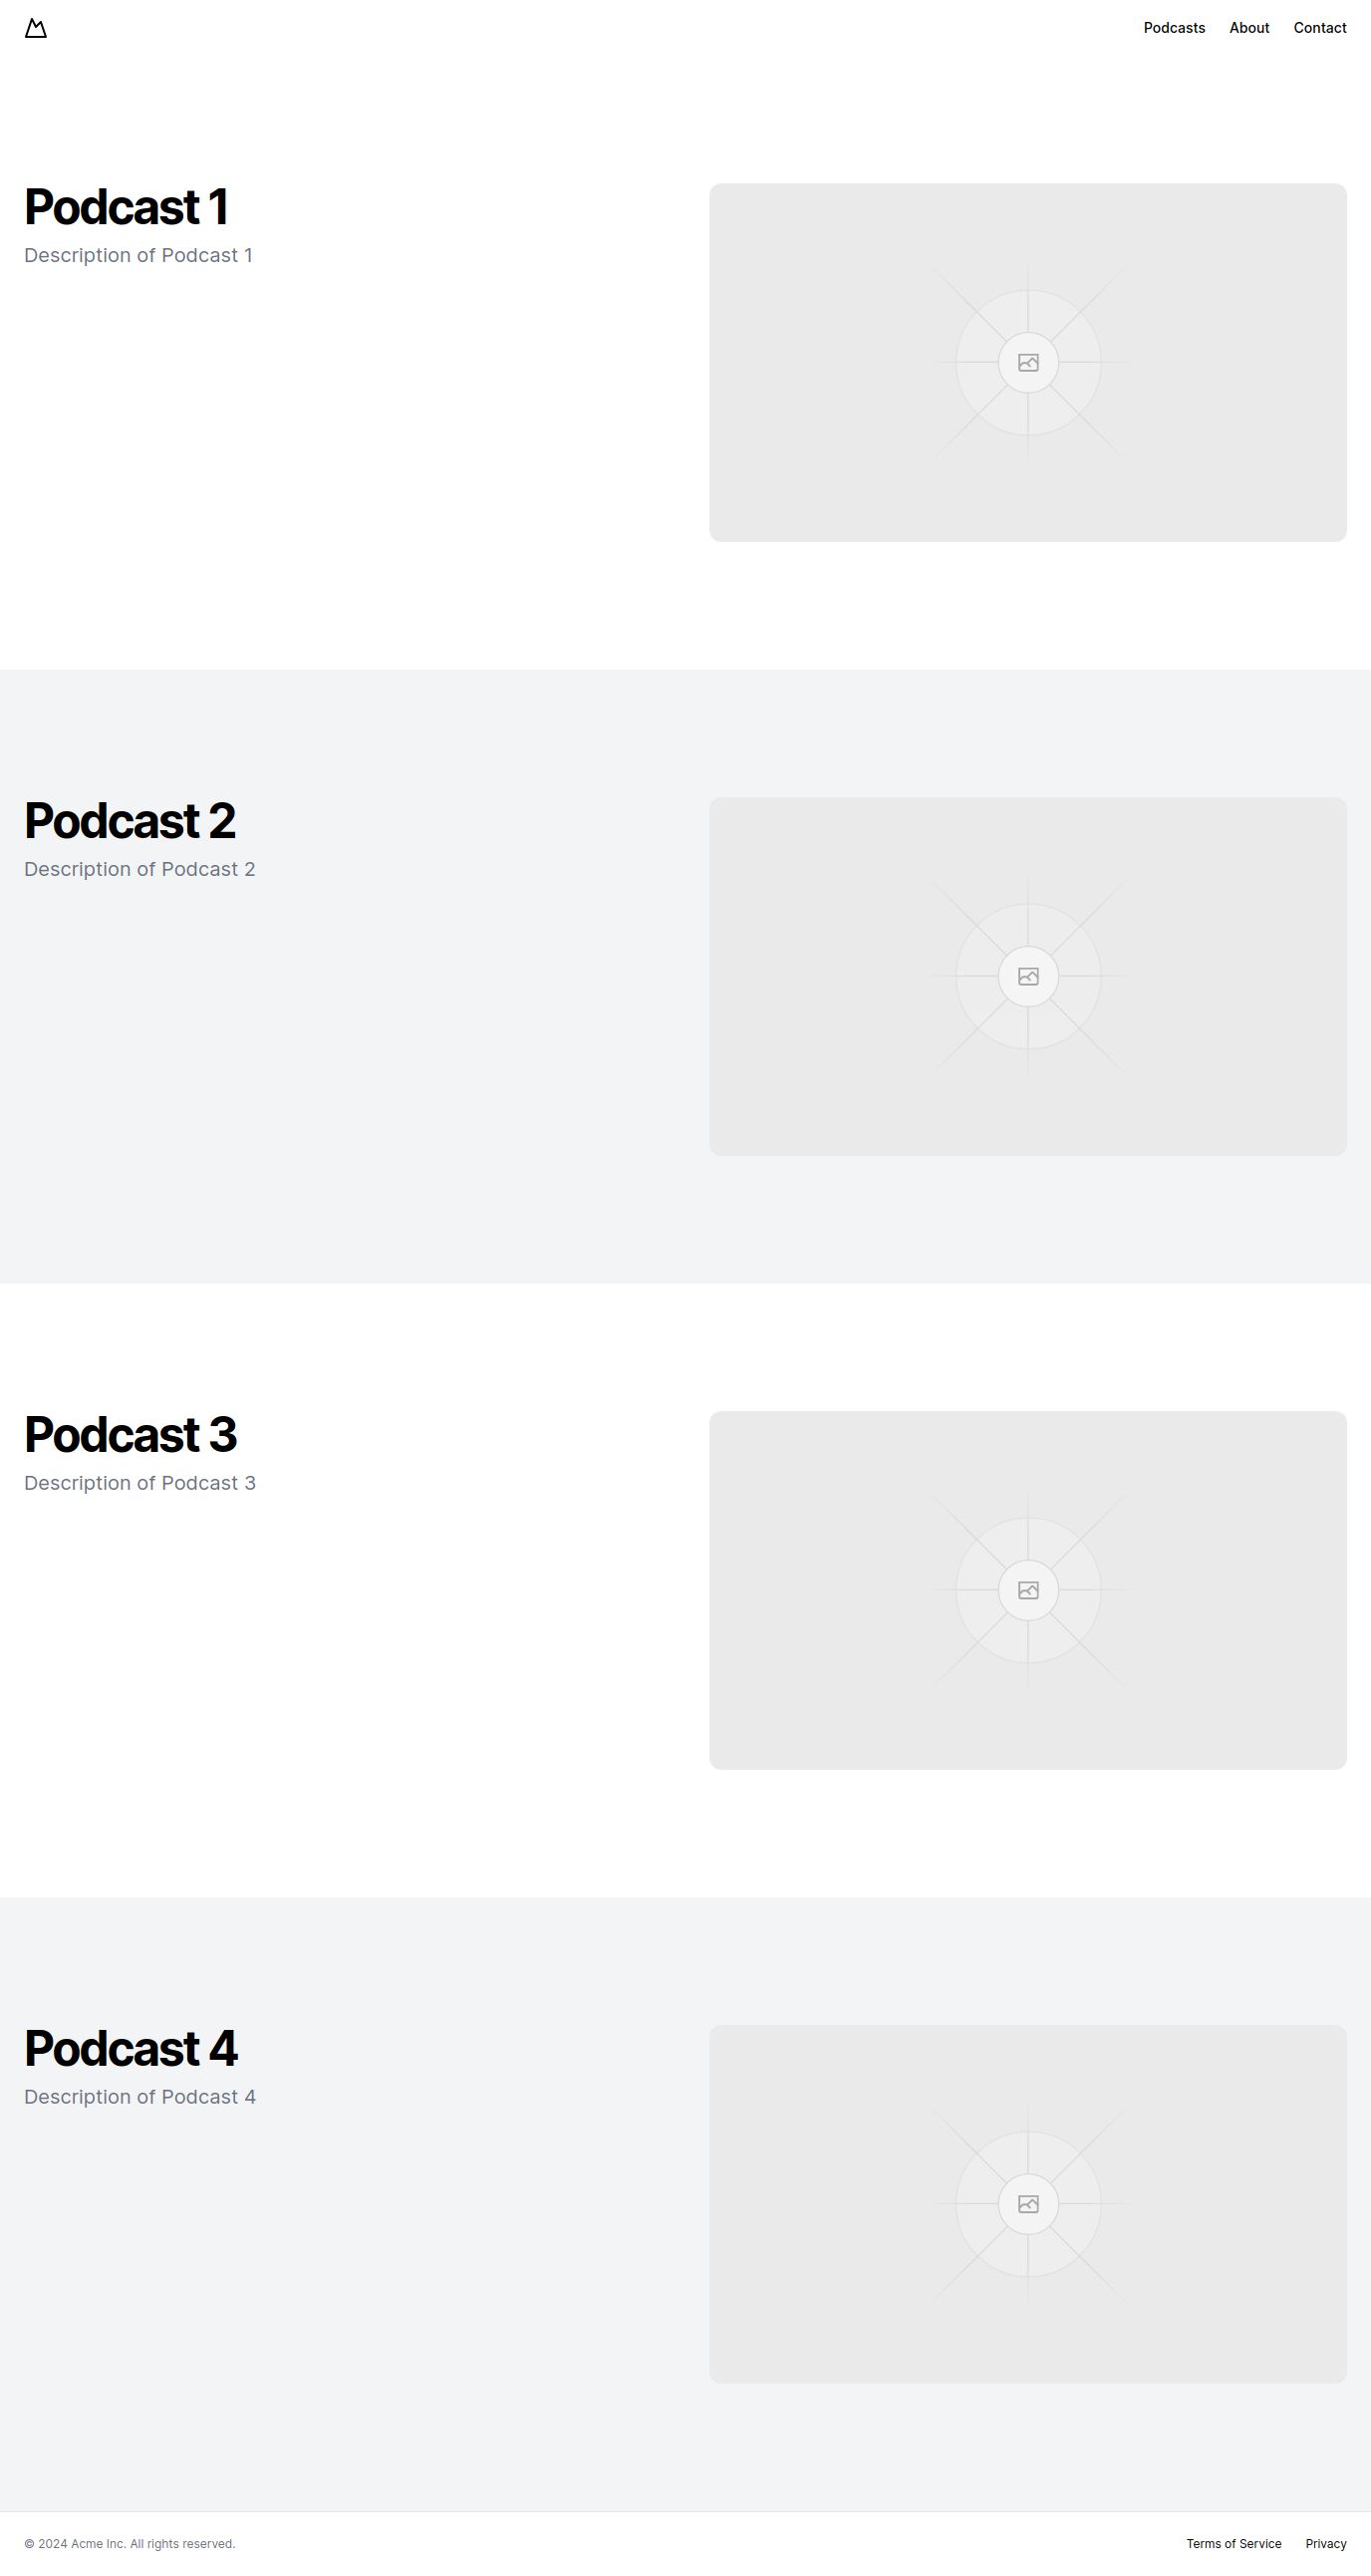 Podcasts About Contact
Podcast 1
Description of Podcast 1
Podcast 2
Description of Podcast 2
Podcast 3
Description of Podcast 3
Podcast 4
Description of Podcast 4
© 2024 Acme Inc. All rights reserved.
Terms of Service Privacy